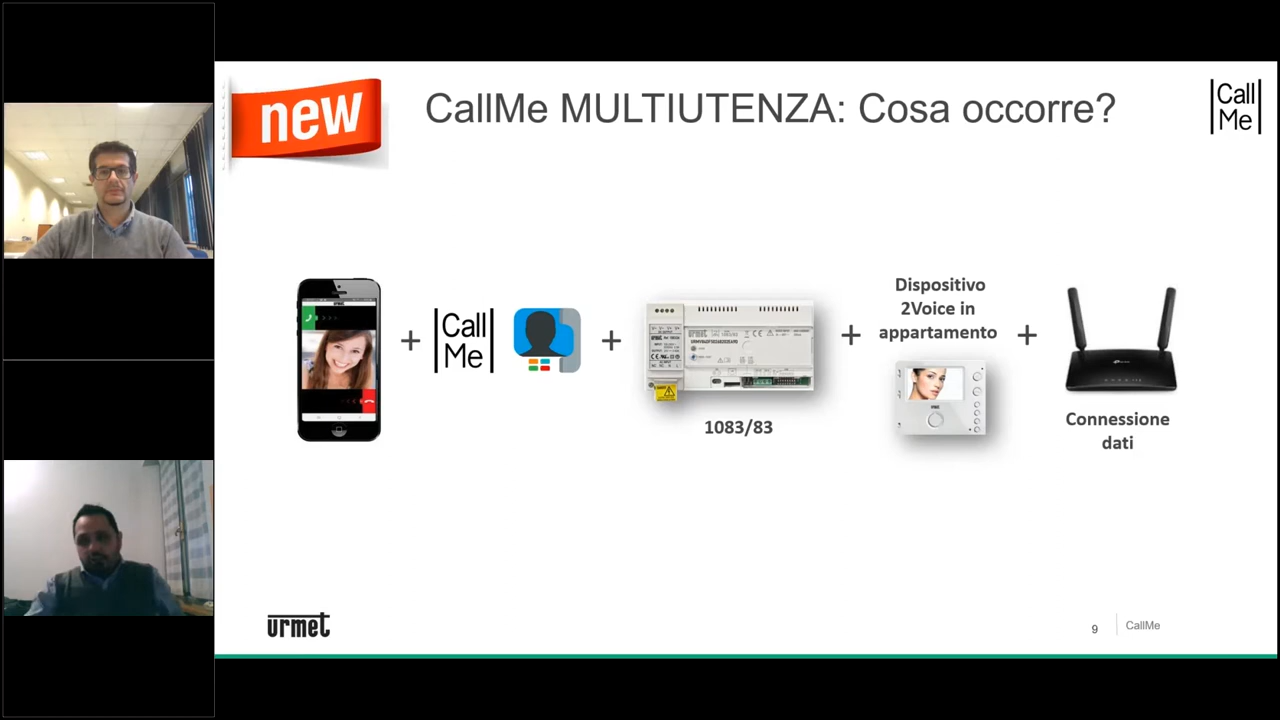 new
CallMe MULTIUTENZA: Cosa occorre?
Call
Me
urmet
+
Call
Me
+
1083/83
+
Dispositivo
2Voice in
appartamento
+
Connessione
dati
urmet
9
CallMe